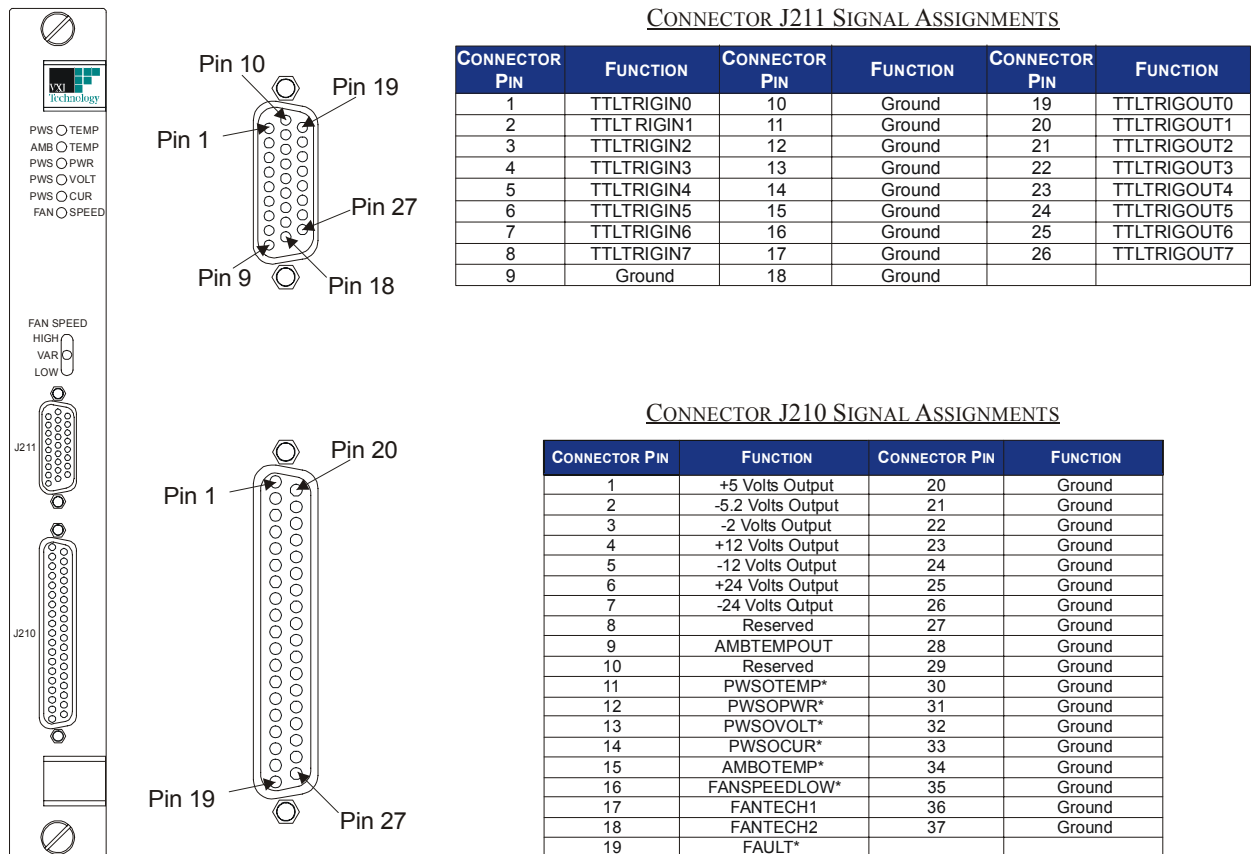 VXI
Technology
PWS TEMP
AMB TEMP
PWS PWR
PWS VOLT
PWS CUR
FAN SPEED
FAN SPEED
HIGH
VAR
LOW
J211
J210
Pin 10
Pin 19
Pin 1
Pin 27
Pin 9
Pin 18
CONNECTOR J211 SIGNAL ASSIGNMENTS
CONNECTOR PIN FUNCTION CONNECTOR PIN FUNCTION CONNECTOR PIN FUNCTION
1 TTLTRIGIN0 10 Ground 19 TTLTRIGOUT0
2 TTLT RIGIN1 11 Ground 20 TTLTRIGOUT1
3 TTLTRIGIN2 12 Ground 21 TTLTRIGOUT2
4 TTLTRIGIN3 13 Ground 22 TTLTRIGOUT3
5 TTLTRIGIN4 14 Ground 23 TTLTRIGOUT4
6 TTLTRIGIN5 15 Ground 24 TTLTRIGOUT5
7 TTLTRIGIN6 16 Ground 25 TTLTRIGOUT6
8 TTLTRIGIN7 17 Ground 26 TTLTRIGOUT7
9 Ground 18 Ground
Pin 20
Pin 1
Pin 19
Pin 27
CONNECTOR J210 SIGNAL ASSIGNMENTS
CONNECTOR PIN FUNCTION CONNECTOR PIN FUNCTION
1 +5 Volts Output 20 Ground
2 -5.2 Volts Output 21 Ground
3 -2 Volts Output 22 Ground
4 +12 Volts Output 23 Ground
5 -12 Volts Output 24 Ground
6 +24 Volts Output 25 Ground
7 -24 Volts Output 26 Ground
8 Reserved 27 Ground
9 AMBTEMPOUT 28 Ground
10 Reserved 29 Ground
11 PWSOTEMP* 30 Ground
12 PWSOPWR* 31 Ground
13 PWSOVOLT* 32 Ground
14 PWSOCUR* 33 Ground
15 AMBOTEMP* 34 Ground
16 FANSPEEDLOW* 35 Ground
17 FANTECH1 36 Ground
18 FANTECH2 37 Ground
19 FAULT*